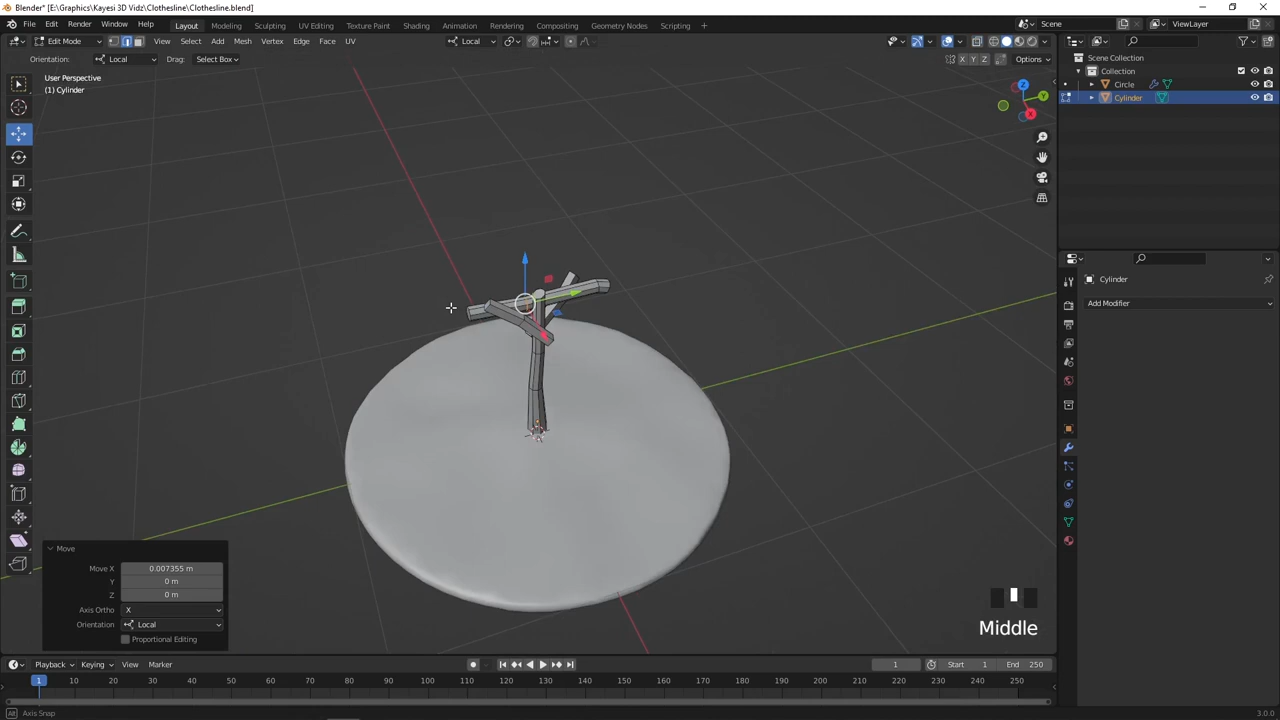 Blender* [E:\Graphics\Kayesi 3D Vidz\Clothesline\Clothesline.blend]
File Edit Render Window Help Layout Modeling Sculpting UV Editing Texture Paint Shading Animation Rendering Compositing Geometry Nodes Scripting Scene ViewLayer
Edit Mode View Select Add Mesh Vertex Edge Face UV Local
Orientation: Local Drag: Select Box X Y Z Options
Scene Collection
Collection
Circle
Cylinder
User Perspective
(1) Cylinder
Z
Y
X
Cylinder
Add Modifier
Move
Move X 0.007355 m
Y 0 m
Z 0 m
Axis Ortho X
Orientation Local
Proportional Editing
Middle
Playback Keying View Marker 1 Start 1 End 250
1 10 20 30 40 50 60 70 80 90 100 110 120 130 140 150 160 170 180 190 200 210 220 230 240 250
Alt Axis Snap 3.0.0